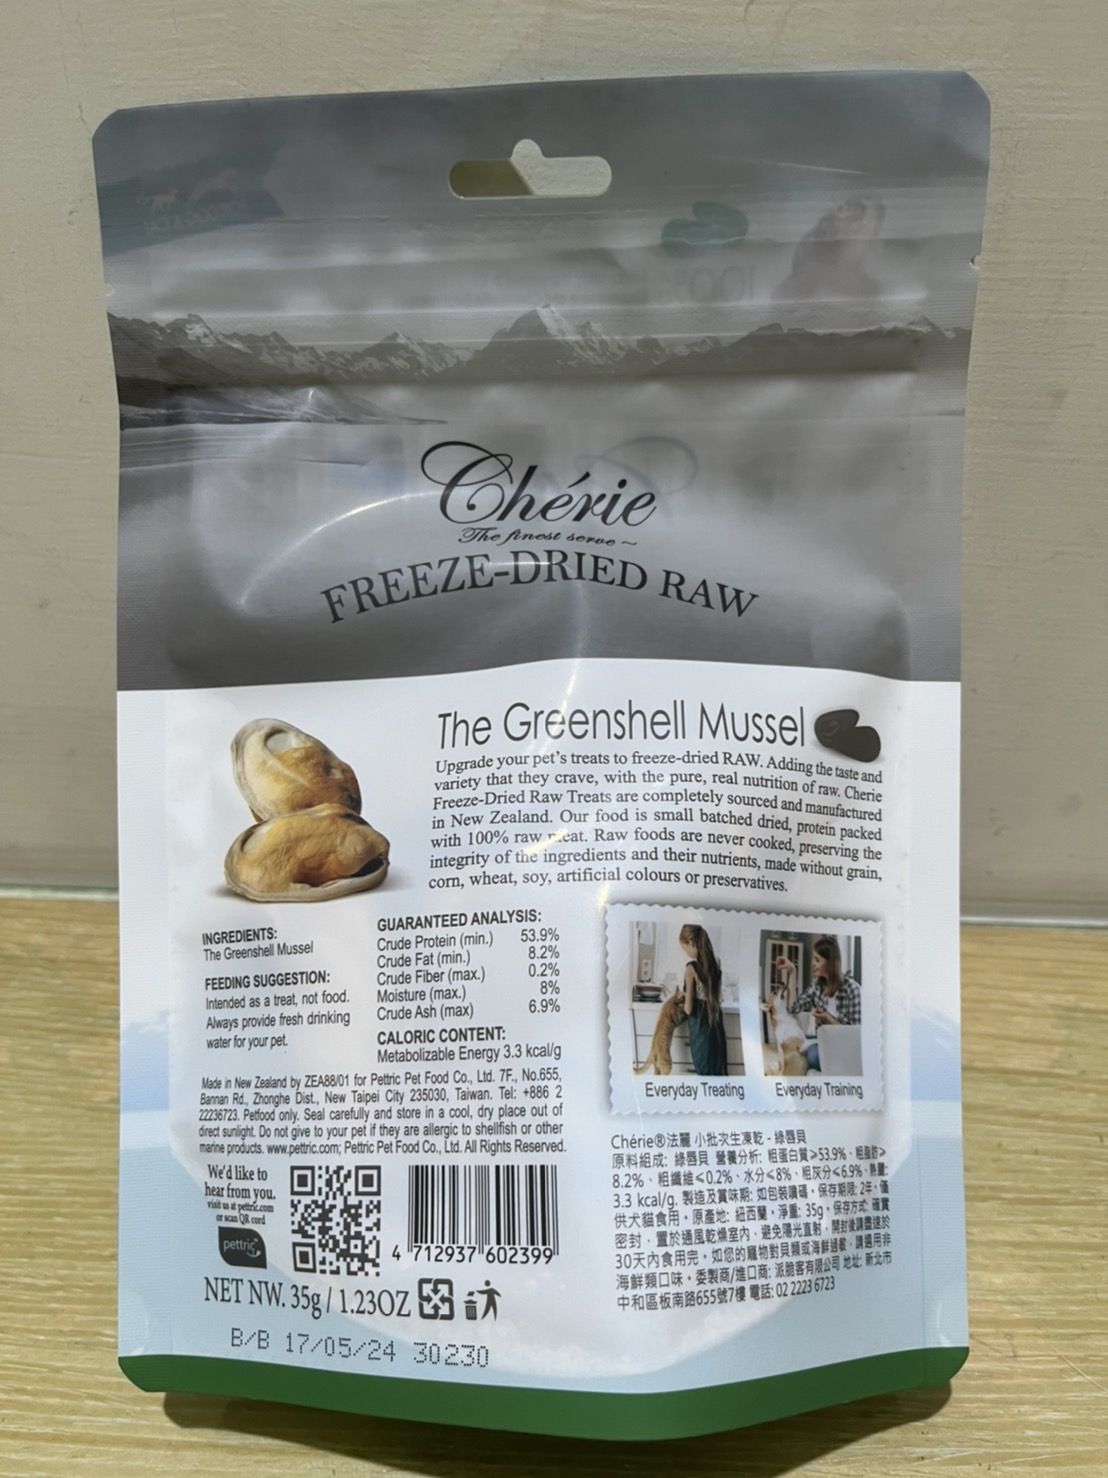 Chérie
The finest serve ~
FREEZE-DRIED RAW
The Greenshell Mussel
Upgrade your pet's treats to freeze-dried RAW. Adding the taste and
variety that they crave, with the pure, real nutrition of raw. Cherie
Freeze-Dried Raw Treats are completely sourced and manufactured
in New Zealand. Our food is small batched dried, protein packed
with 100% raw meat. Raw foods are never cooked, preserving the
integrity of the ingredients and their nutrients, made without grain,
corn, wheat, soy, artificial colours or preservatives.
INGREDIENTS:
The Greenshell Mussel
FEEDING SUGGESTION:
Intended as a treat, not food.
Always provide fresh drinking
water for your pet.
GUARANTEED ANALYSIS:
Crude Protein (min.) 53.9%
Crude Fat (min.) 8.2%
Crude Fiber (max.) 0.2%
Moisture (max.) 8%
Crude Ash (max) 6.9%
CALORIC CONTENT:
Metabolizable Energy 3.3 kcal/g
Everyday Treating
Everyday Training
Made in New Zealand by ZEA88/01 for Pettric Pet Food Co., Ltd. 7F., No.655,
Bannan Rd., Zhonghe Dist., New Taipei City 235030, Taiwan. Tel: +886 2
22236723. Petfood only. Seal carefully and store in a cool, dry place out of
direct sunlight. Do not give to your pet if they are allergic to shellfish or other
marine products. www.pettric.com; Pettric Pet Food Co., Ltd. All Rights Reserved.
We'd like to
hear from you.
visit us at pettric.com
or scan QR cord
pettric
4 712937 602399
NET NW. 35g / 1.23OZ
B/B 17/05/24 30230
Chérie®法麗 小批次生凍乾 - 綠唇貝
原料組成: 綠唇貝 營養分析: 粗蛋白質≥53.9%、粗脂肪≥
8.2%、粗纖維≤0.2%、水分≤8%、粗灰分≤6.9%、熱量:
3.3 kcal/g. 製造及賞味期: 如包裝噴碼。保存期限: 2年。僅
供犬貓食用。原產地: 紐西蘭。淨重: 35g。保存方式: 確實
密封，置於通風乾燥室內，避免陽光直射，開封後請盡速於
30天內食用完。如您的寵物對貝類或海鮮過敏，請選用非
海鮮類口味。委製商/進口商: 派脆客有限公司 地址: 新北市
中和區板南路655號7樓 電話: 02 2223 6723